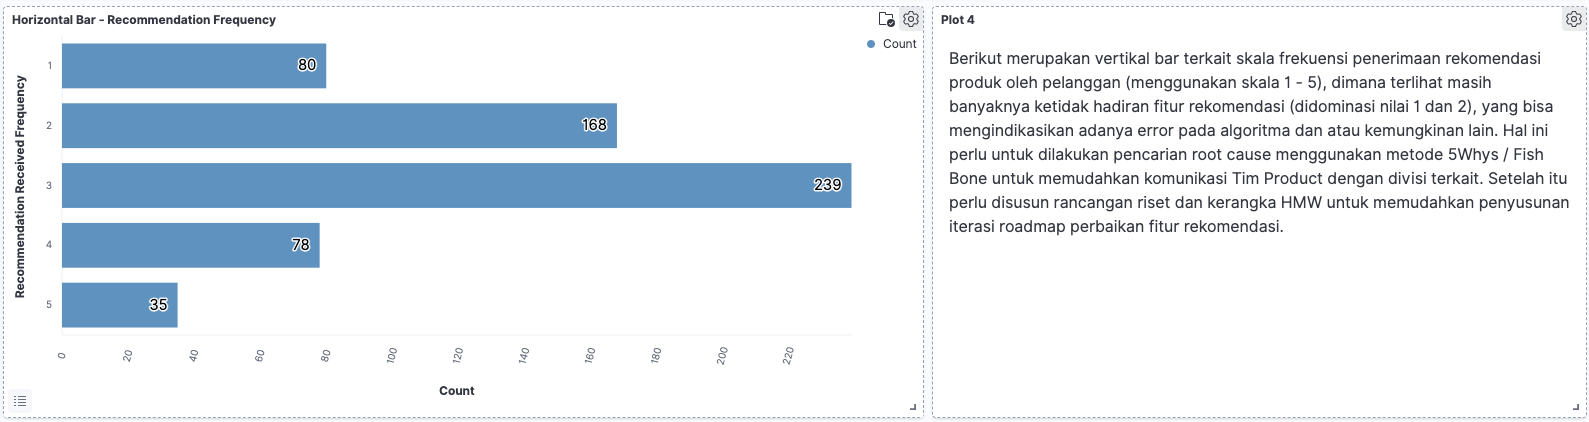 Horizontal Bar - Recommendation Frequency
Count
Recommendation Received Frequency
1
80
2
168
3
239
4
78
5
35
0
20
40
60
80
100
120
140
160
180
200
220
Count
Plot 4
Berikut merupakan vertikal bar terkait skala frekuensi penerimaan rekomendasi
produk oleh pelanggan (menggunakan skala 1 - 5), dimana terlihat masih
banyaknya ketidak hadiran fitur rekomendasi (didominasi nilai 1 dan 2), yang bisa
mengindikasikan adanya error pada algoritma dan atau kemungkinan lain. Hal ini
perlu untuk dilakukan pencarian root cause menggunakan metode 5Whys / Fish
Bone untuk memudahkan komunikasi Tim Product dengan divisi terkait. Setelah itu
perlu disusun rancangan riset dan kerangka HMW untuk memudahkan penyusunan
iterasi roadmap perbaikan fitur rekomendasi.